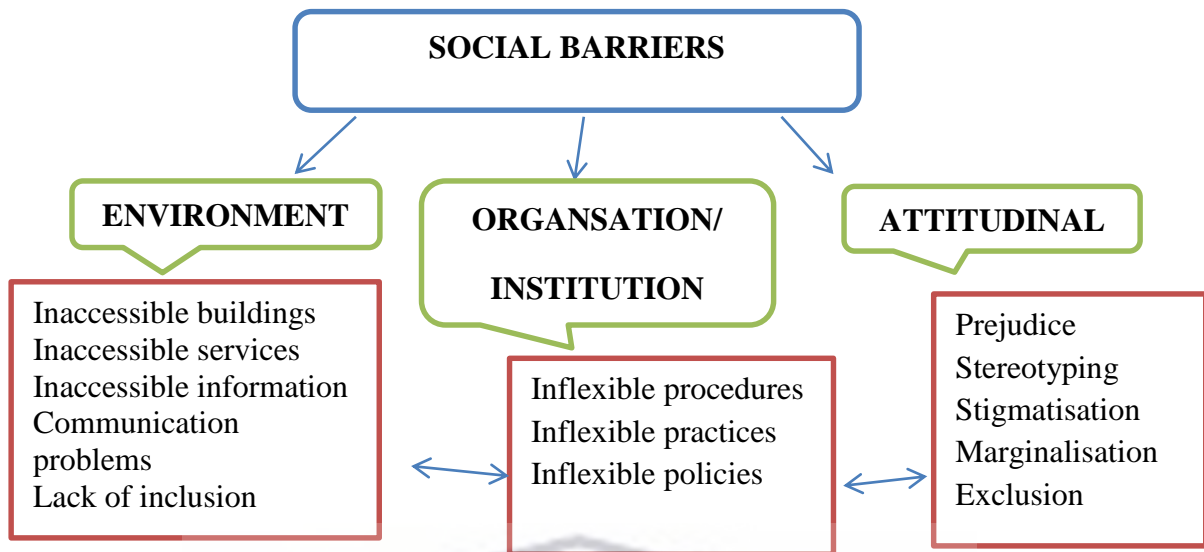 SOCIAL BARRIERS
ENVIRONMENT
ORGANSATION/
INSTITUTION
ATTITUDINAL
Inaccessible buildings
Inaccessible services
Inaccessible information
Communication
problems
Lack of inclusion
Inflexible procedures
Inflexible practices
Inflexible policies
Prejudice
Stereotyping
Stigmatisation
Marginalisation
Exclusion